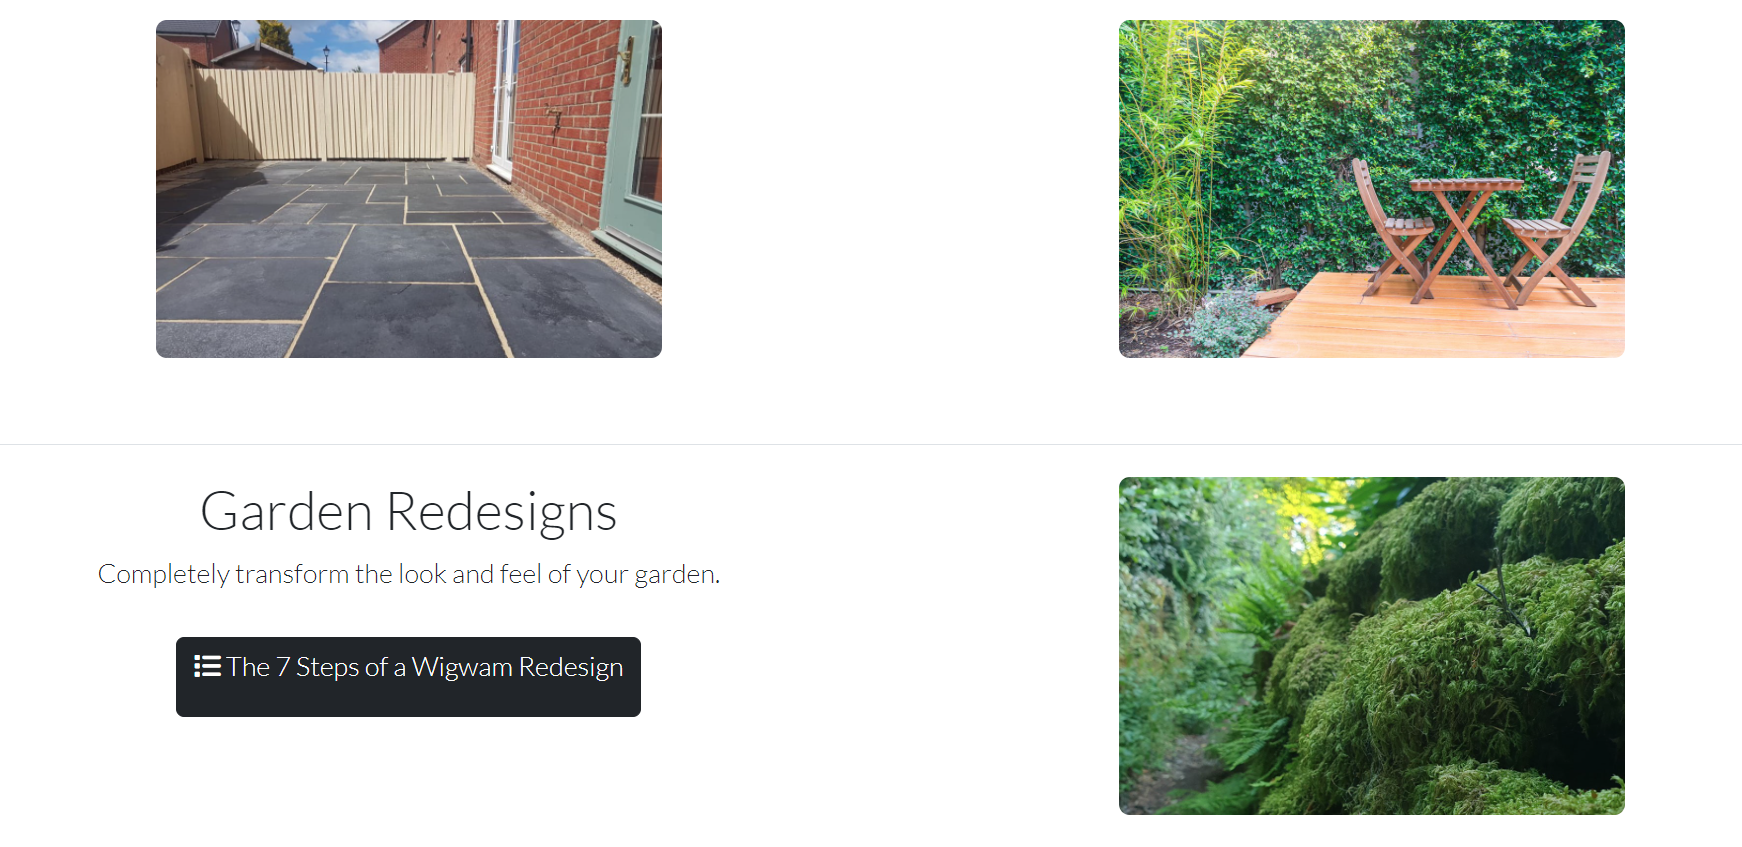 Garden Redesigns
Completely transform the look and feel of your garden.
The 7 Steps of a Wigwam Redesign